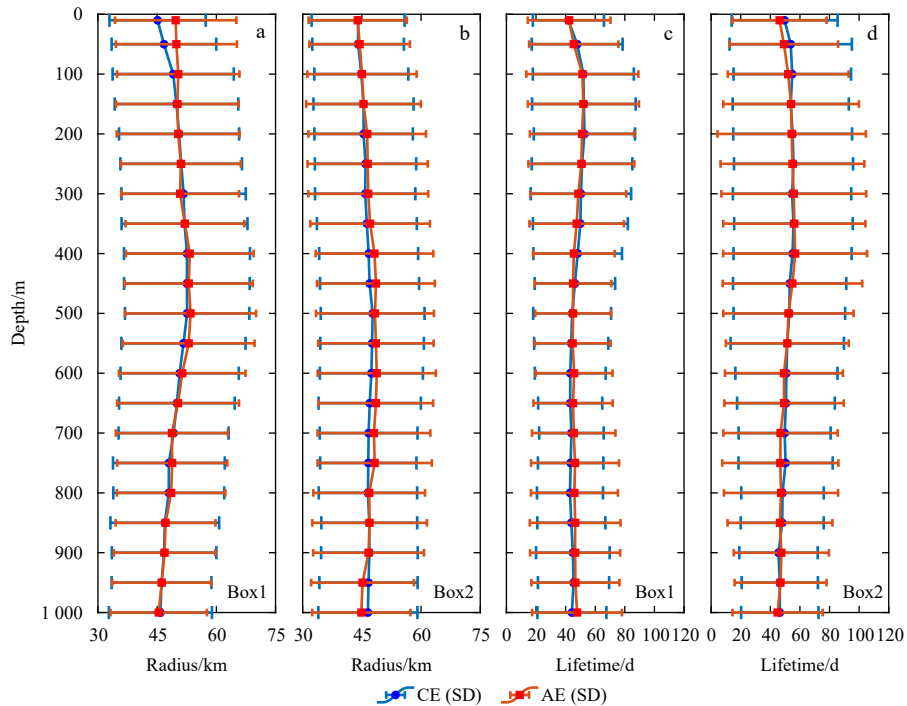 0
100
200
300
400
500
600
700
800
900
1 000
Depth/m
a
Box1
30 45 60 75
Radius/km
b
Box2
30 45 60 75
Radius/km
c
Box1
0 20 40 60 80 100 120
Lifetime/d
d
Box2
0 20 40 60 80 100 120
Lifetime/d
CE (SD) AE (SD)